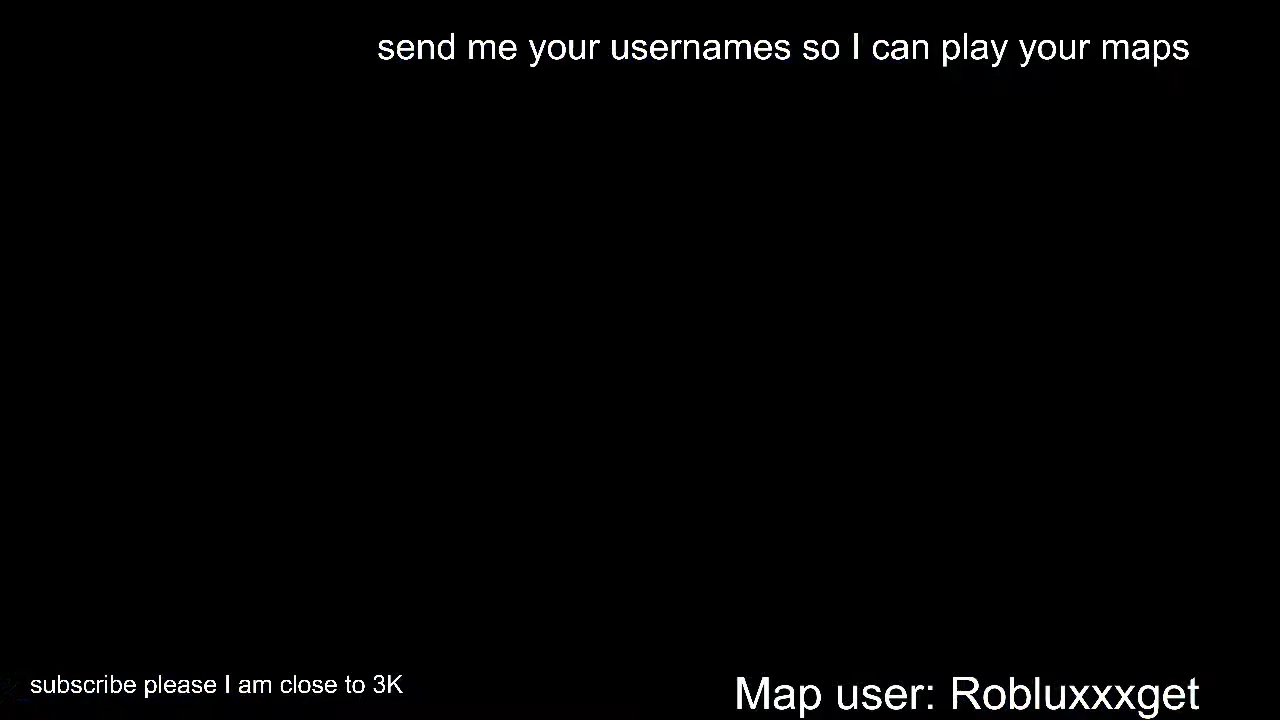 send me your usernames so I can play your maps
subscribe please I am close to 3K
Map user: Robluxxxget